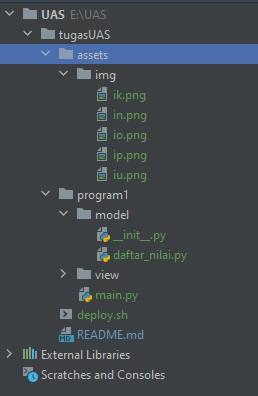 UAS E:\UAS
tugasUAS
assets
img
ik.png
in.png
io.png
ip.png
iu.png
program1
model
__init__.py
daftar_nilai.py
view
main.py
deploy.sh
MD README.md
External Libraries
Scratches and Consoles